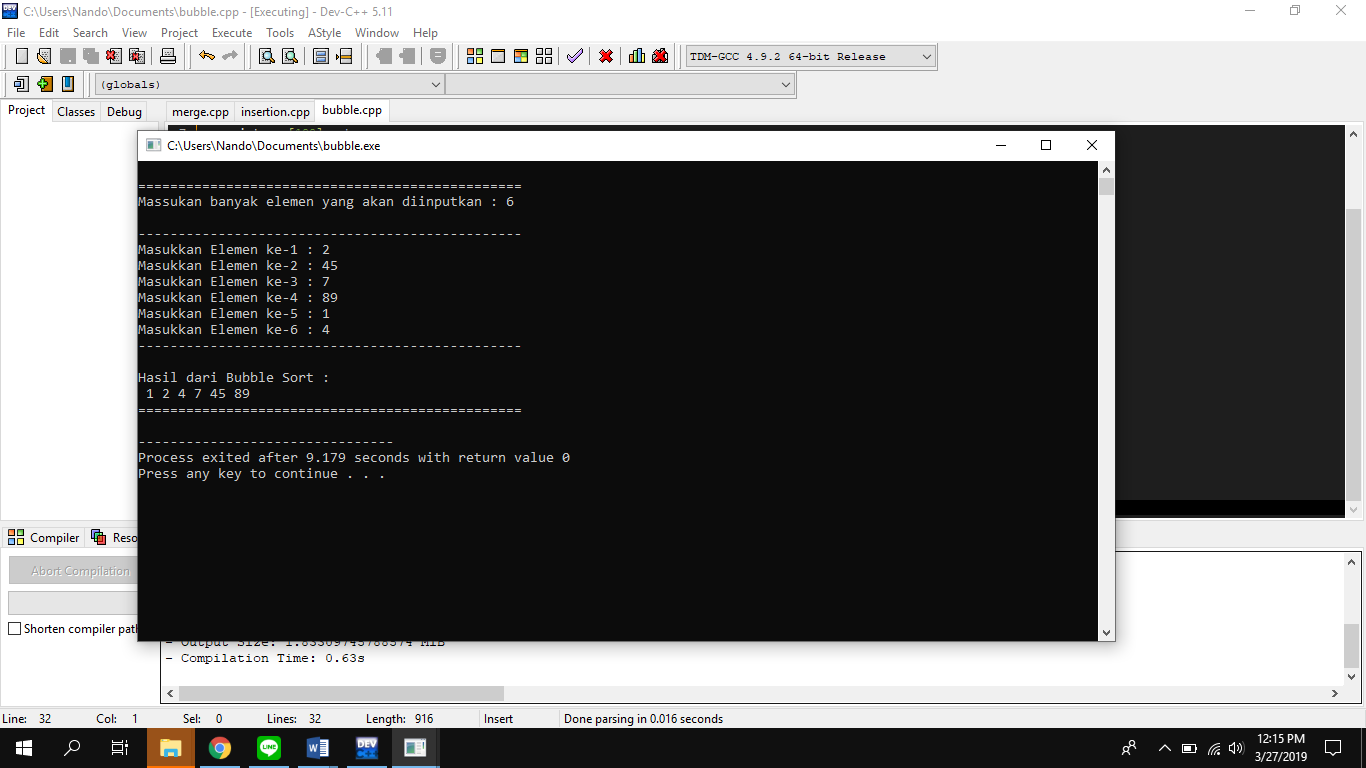 C:\Users\Nando\Documents\bubble.cpp - [Executing] - Dev-C++ 5.11
File Edit Search View Project Execute Tools AStyle Window Help
TDM-GCC 4.9.2 64-bit Release
(globals)
Project Classes Debug merge.cpp insertion.cpp bubble.cpp
C:\Users\Nando\Documents\bubble.exe
================================================
Massukan banyak elemen yang akan diinputkan : 6
------------------------------------------------
Masukkan Elemen ke-1 : 2
Masukkan Elemen ke-2 : 45
Masukkan Elemen ke-3 : 7
Masukkan Elemen ke-4 : 89
Masukkan Elemen ke-5 : 1
Masukkan Elemen ke-6 : 4
------------------------------------------------
Hasil dari Bubble Sort :
1 2 4 7 45 89
================================================
--------------------------------
Process exited after 9.179 seconds with return value 0
Press any key to continue . . .
Compiler Reso
Abort Compilation
Shorten compiler path
- Output Size: MiB
- Compilation Time: 0.63s
Line: 32 Col: 1 Sel: 0 Lines: 32 Length: 916 Insert Done parsing in 0.016 seconds
LINE DEV
12:15 PM
3/27/2019